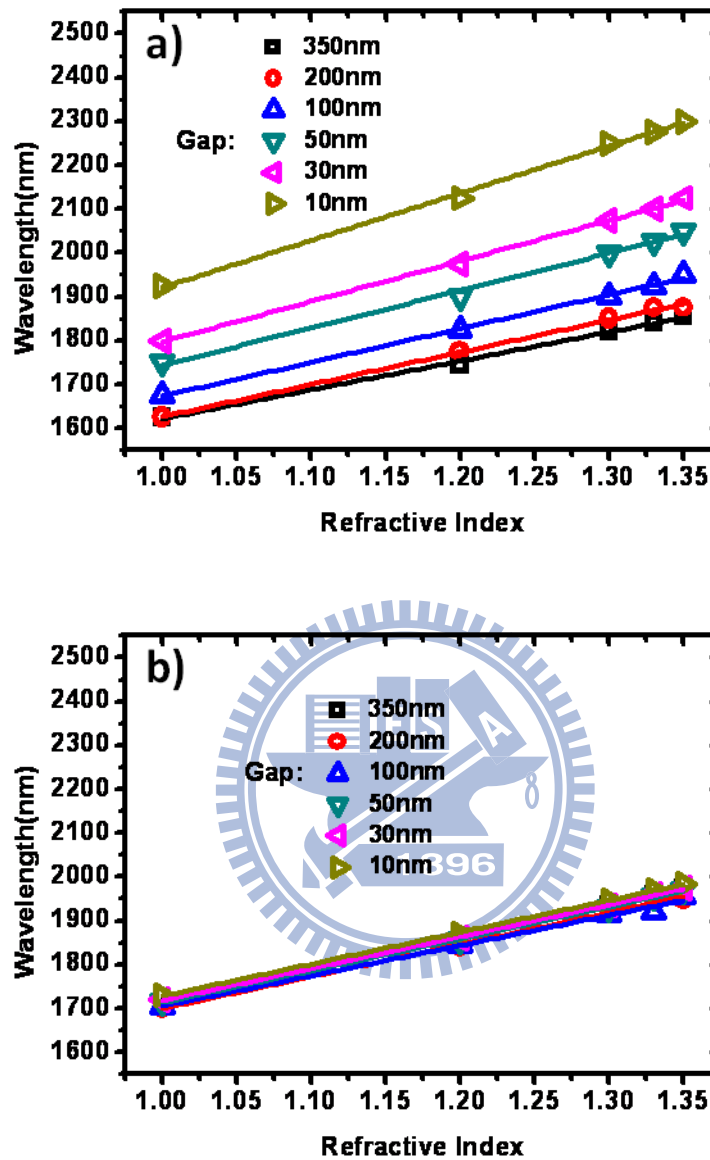 a)
2500
2400
2300
2200
2100
2000
1900
1800
1700
1600
Wavelength(nm)
Gap:
350nm
200nm
100nm
50nm
30nm
10nm
1.00 1.05 1.10 1.15 1.20 1.25 1.30 1.35
Refractive Index
b)
2500
2400
2300
2200
2100
2000
1900
1800
1700
1600
Wavelength(nm)
Gap:
350nm
200nm
100nm
50nm
30nm
10nm
ES
A
1896
1.00 1.05 1.10 1.15 1.20 1.25 1.30 1.35
Refractive Index